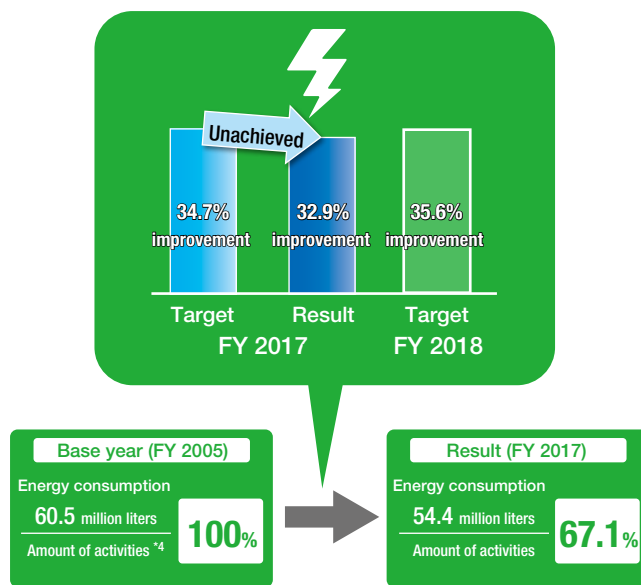 Unachieved
34.7%
improvement
32.9%
improvement
35.6%
improvement
Target
Result
Target
FY 2017
FY 2018
Base year (FY 2005)
Energy consumption
60.5 million liters
Amount of activities *4
100%
Result (FY 2017)
Energy consumption
54.4 million liters
Amount of activities
67.1%